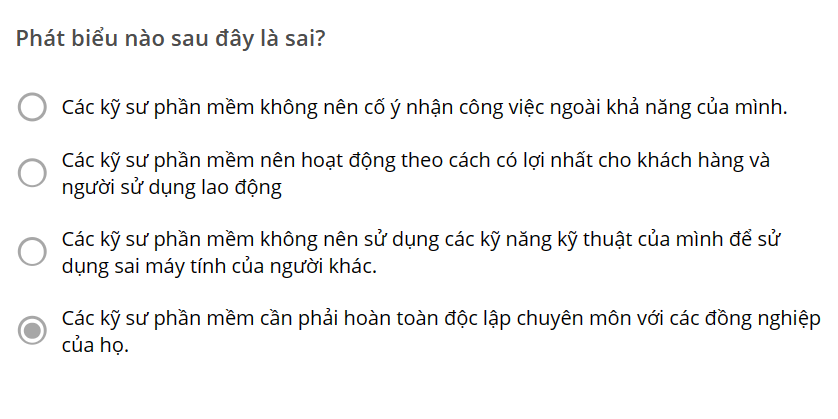 Phát biểu nào sau đây là sai?
Các kỹ sư phần mềm không nên cố ý nhận công việc ngoài khả năng của mình.
Các kỹ sư phần mềm nên hoạt động theo cách có lợi nhất cho khách hàng và
người sử dụng lao động
Các kỹ sư phần mềm không nên sử dụng các kỹ năng kỹ thuật của mình để sử
dụng sai máy tính của người khác.
Các kỹ sư phần mềm cần phải hoàn toàn độc lập chuyên môn với các đồng nghiệp
của họ.